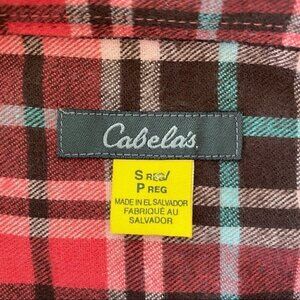 Cabela's
S REG/
P REG
MADE IN EL SALVADOR
FABRIQUÉ AU
SALVADOR